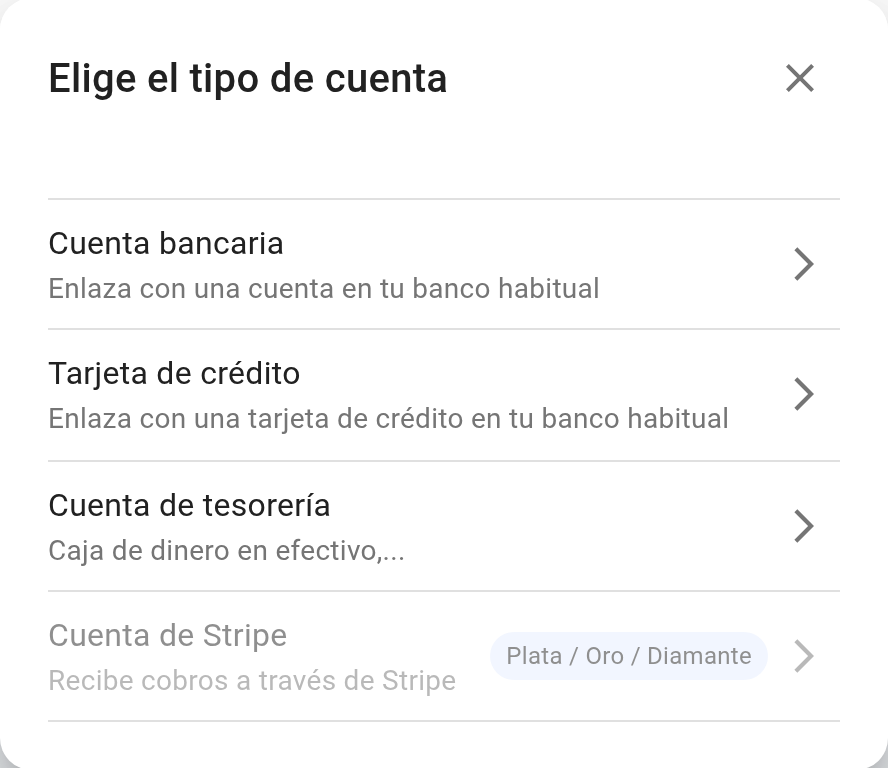 Elige el tipo de cuenta
Cuenta bancaria
Enlaza con una cuenta en tu banco habitual
Tarjeta de crédito
Enlaza con una tarjeta de crédito en tu banco habitual
Cuenta de tesorería
Caja de dinero en efectivo,...
Cuenta de Stripe
Recibe cobros a través de Stripe
Plata / Oro / Diamante